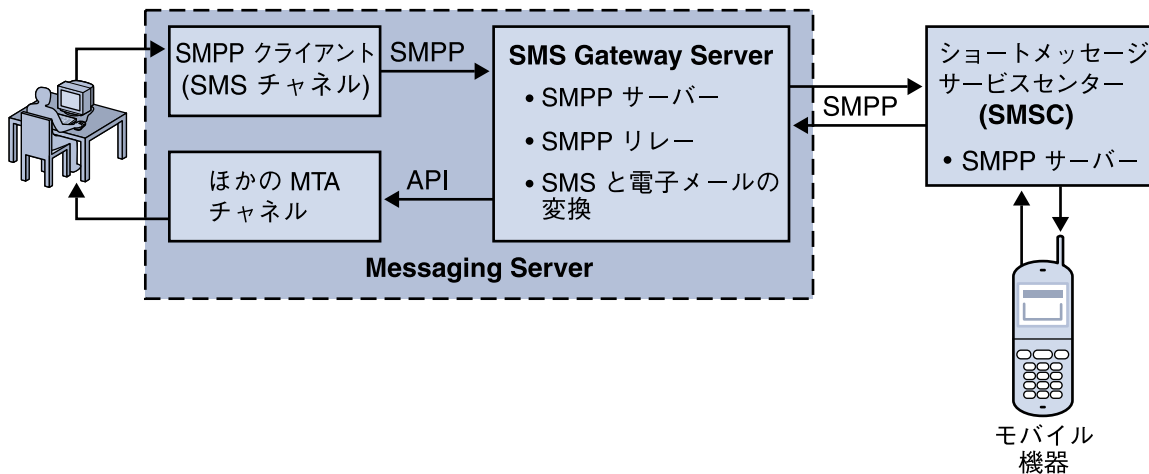 SMPP クライアント
(SMS チャネル)
SMPP
SMS Gateway Server
• SMPP サーバー
• SMPP リレー
• SMS と電子メールの
変換
ほかの MTA
チャネル
API
Messaging Server
SMPP
ショートメッセージ
サービスセンター
(SMSC)
• SMPP サーバー
モバイル
機器